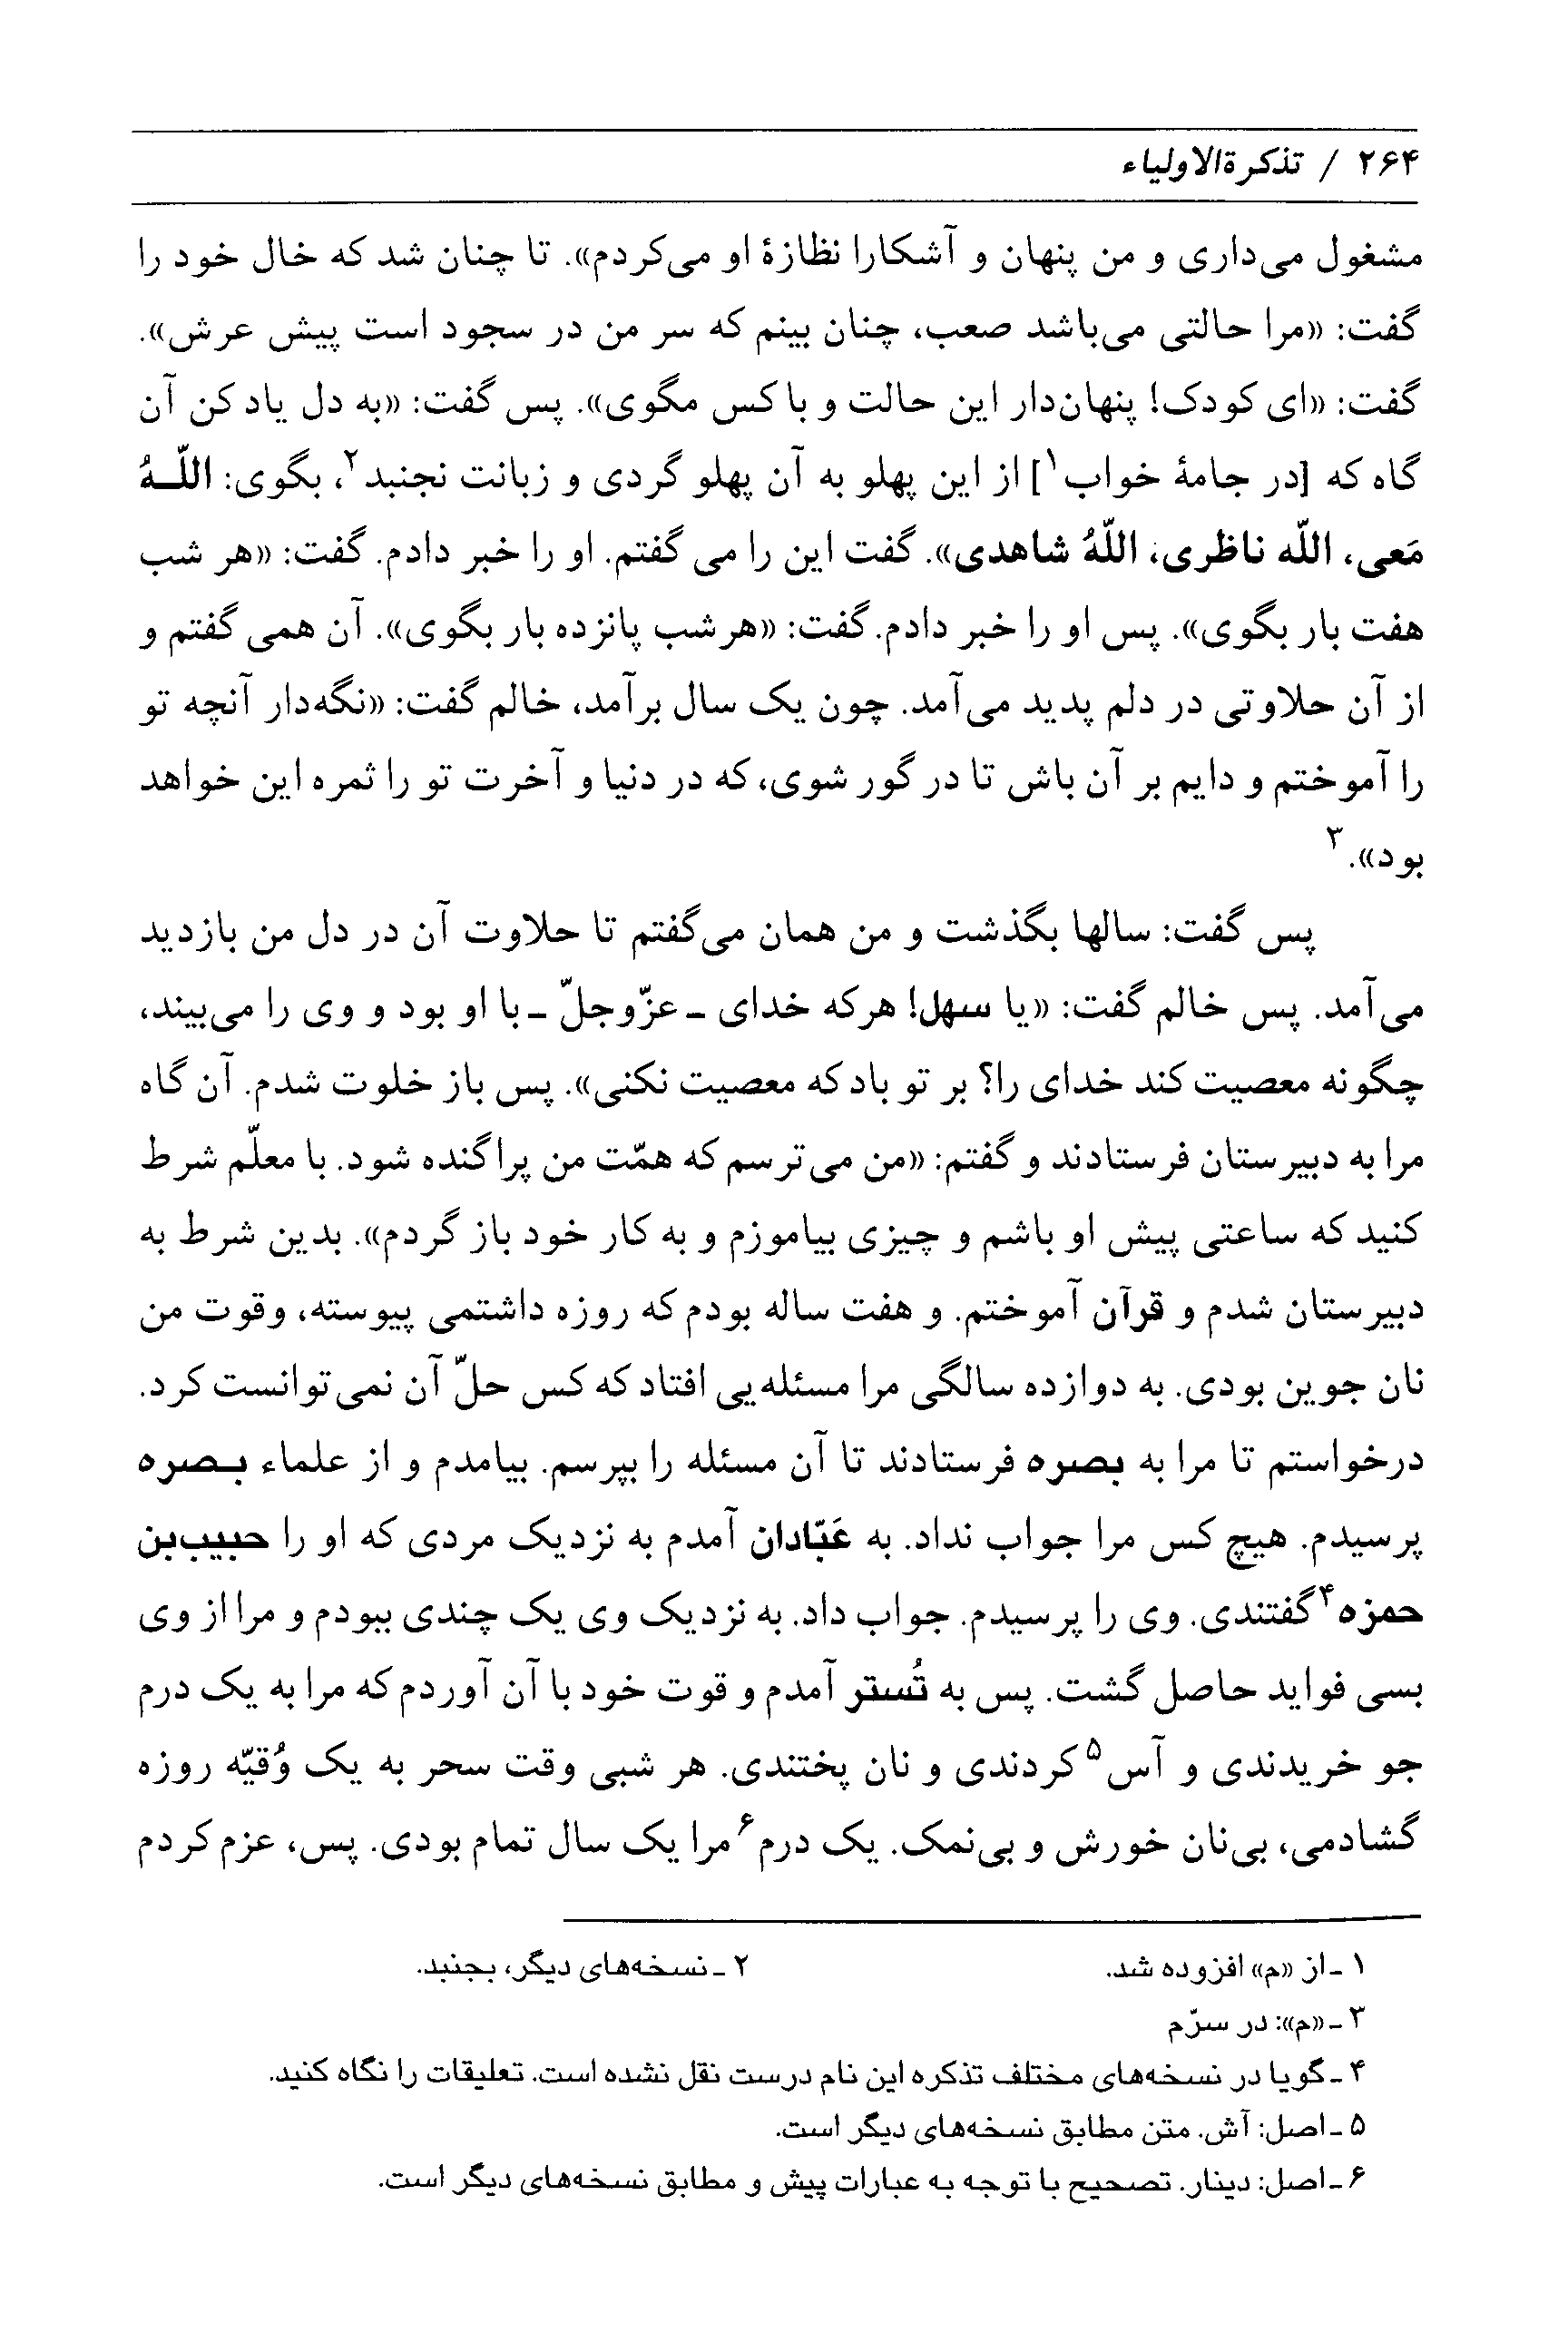 ۲۶۴ / تذکرةالاولیاء
مشغول می‌داری و من پنهان و آشکارا نظازهٔ او می‌کردم». تا چنان شد که خال خود را
گفت: «مرا حالتی می‌باشد صعب، چنان بینم که سر من در سجود است پیش عرش».
گفت: «ای کودک! پنهان‌دار این حالت و با کس مگوی». پس گفت: «به دل یاد کن آن
گاه که [در جامهٔ خواب۱] از این پهلو به آن پهلو گردی و زبانت نجنبد۲، بگوی: اللّـهُ
مَعی، اللّه ناظری، اللّهُ شاهدی». گفت این را می گفتم. او را خبر دادم. گفت: «هر شب
هفت بار بگوی». پس او را خبر دادم. گفت: «هر شب پانزده بار بگوی». آن همی گفتم و
از آن حلاوتی در دلم پدید می‌آمد. چون یک سال برآمد، خالم گفت: «نگه‌دار آنچه تو
را آموختم و دایم بر آن باش تا در گور شوی، که در دنیا و آخرت تو را ثمره این خواهد
بود».۳
پس گفت: سالها بگذشت و من همان می‌گفتم تا حلاوت آن در دل من بازدید
می‌آمد. پس خالم گفت: «یا سهل! هرکه خدای ـ عزّوجلّ ـ با او بود و وی را می‌بیند،
چگونه معصیت کند خدای را؟ بر تو باد که معصیت نکنی». پس باز خلوت شدم. آن گاه
مرا به دبیرستان فرستادند و گفتم: «من می‌ترسم که همّت من پراگنده شود. با معلّم شرط
کنید که ساعتی پیش او باشم و چیزی بیاموزم و به کار خود باز گردم». بدین شرط به
دبیرستان شدم و قرآن آموختم. و هفت ساله بودم که روزه داشتمی پیوسته، وقوت من
نان جوین بودی. به دوازده سالگی مرا مسئله‌یی افتاد که کس حلّ آن نمی‌توانست کرد.
درخواستم تا مرا به بصره فرستادند تا آن مسئله را بپرسم. بیامدم و از علماء بـصره
پرسیدم. هیچ کس مرا جواب نداد. به عَبّادان آمدم به نزدیک مردی که او را حبیب‌بن
حمزه۴ گفتندی. وی را پرسیدم. جواب داد. به نزدیک وی یک چندی ببودم و مرا از وی
بسی فواید حاصل گشت. پس به تُستر آمدم و قوت خود با آن آوردم که مرا به یک درم
جو خریدندی و آس۵ کردندی و نان پختندی. هر شبی وقت سحر به یک وُقیّه روزه
گشادمی، بی‌نان خورش و بی‌نمک. یک درم۶ مرا یک سال تمام بودی. پس، عزم کردم
۱ ـ از «م» افزوده شد.
۲ ـ نسخه‌های دیگر، بجنبد.
۳ ـ «م»: در سرّم
۴ ـ گویا در نسخه‌های مختلف تذکره این نام درست نقل نشده است. تعلیقات را نگاه کنید.
۵ ـ اصل: آش. متن مطابق نسخه‌های دیگر است.
۶ ـ اصل: دینار. تصحیح با توجه به عبارات پیش و مطابق نسخه‌های دیگر است.